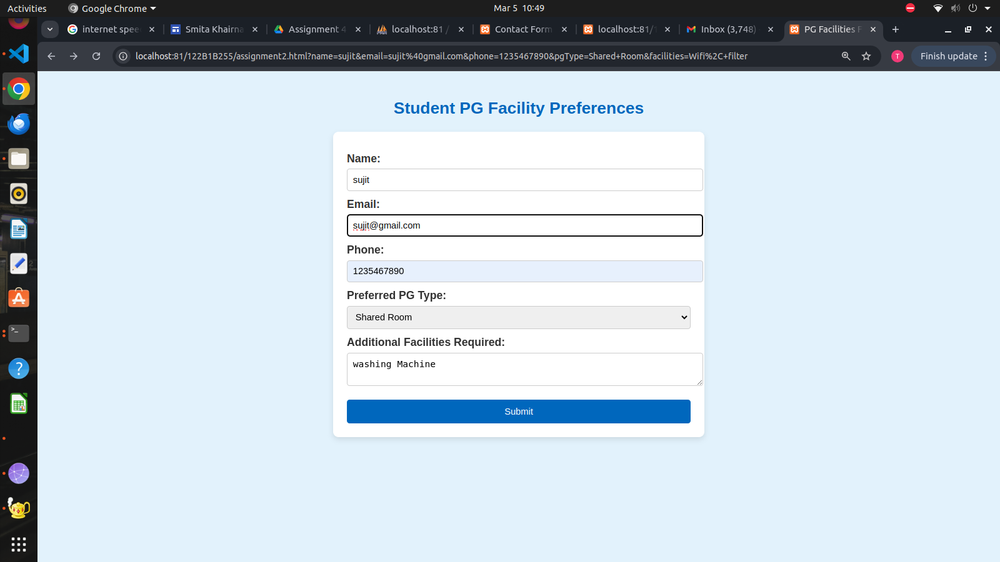 Activities
Google Chrome
Mar 5 10:49
internet spee
Smita Khairna
Assignment 4
localhost:81 /
Contact Form
localhost:81/1
Inbox (3,748)
PG Facilities F
localhost:81/122B1B255/assignment2.html?name=sujit&email=sujit%40gmail.com&phone=1235467890&pgType=Shared+Room&facilities=Wifi%2C+filter
T
Finish update
Student PG Facility Preferences
Name:
sujit
Email:
sujit@gmail.com
Phone:
1235467890
Preferred PG Type:
Shared Room
Additional Facilities Required:
washing Machine
Submit